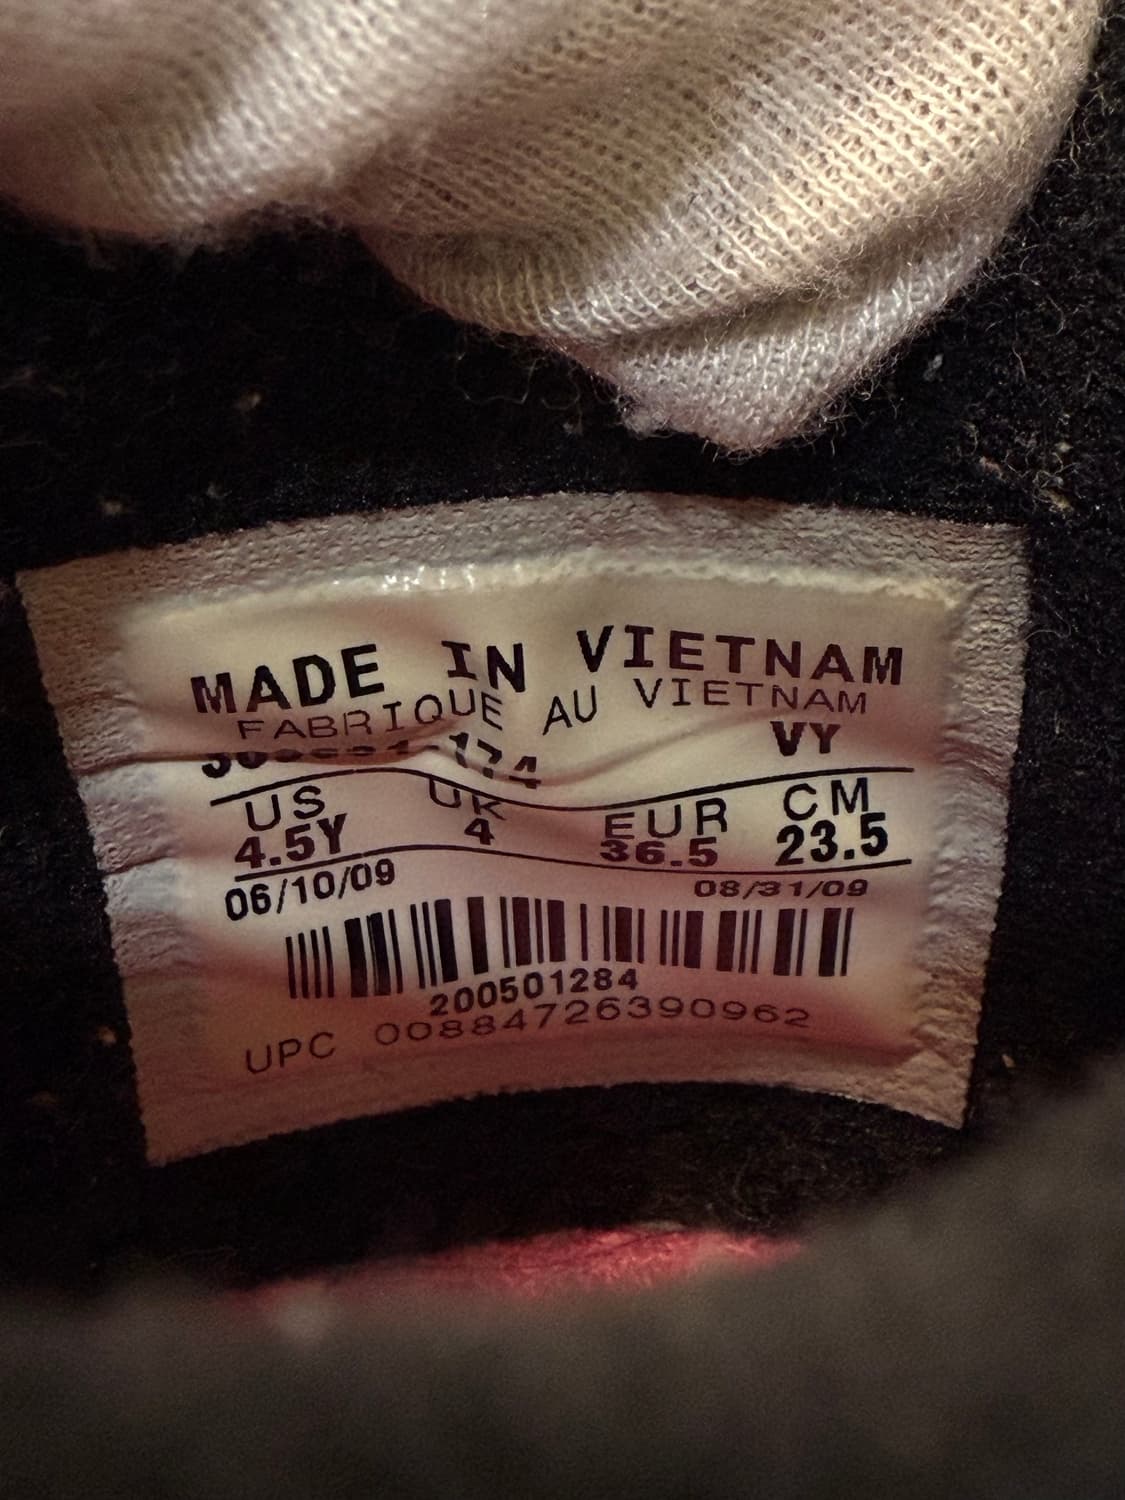 MADE IN VIETNAM
FABRIQUE AU VIETNAM
174 VY
US UK EUR CM
4.5Y 4 36.5 23.5
06/10/09 08/31/09
200501284
UPC 00884726390962